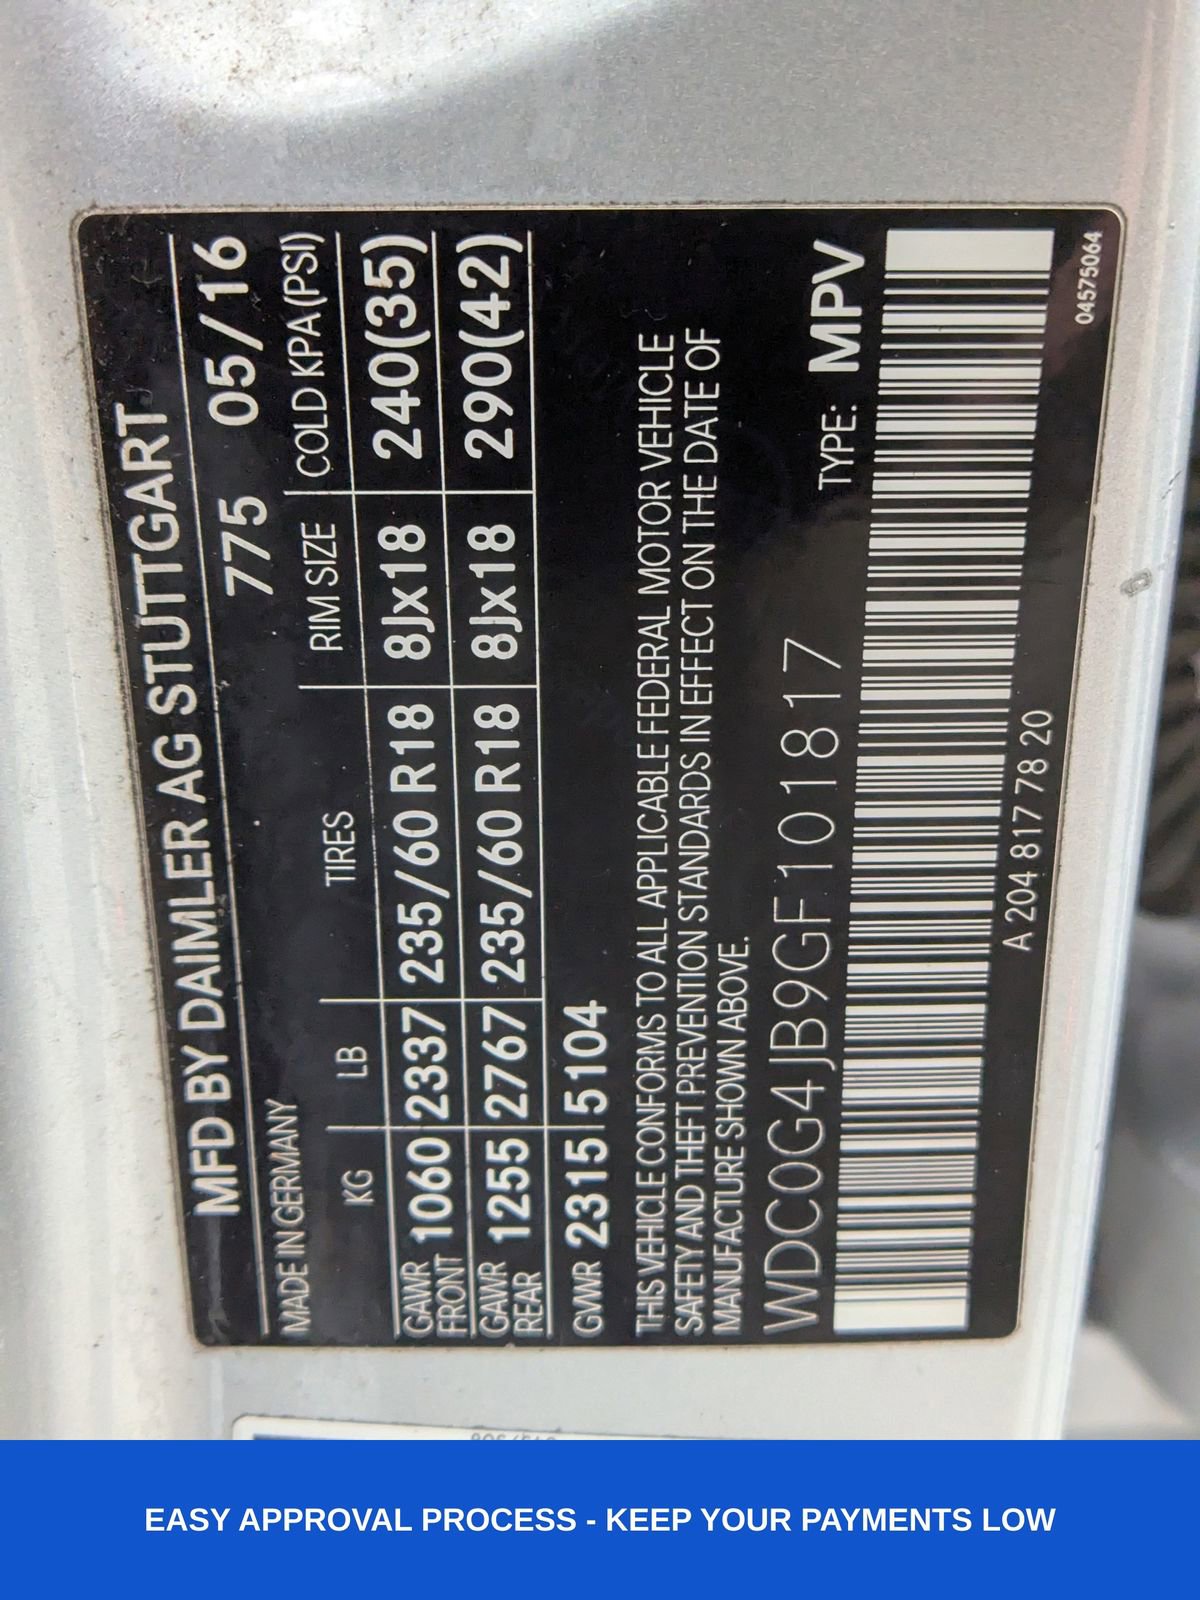 MFD BY DAIMLER AG STUTTGART
775 05/16
MADE IN GERMANY
KG LB TIRES RIM SIZE COLD KPA(PSI)
GAWR FRONT 1060 2337 235/60 R18 8Jx18 240(35)
GAWR REAR 1255 2767 235/60 R18 8Jx18 290(42)
GWWR 2315 5104
THIS VEHICLE CONFORMS TO ALL APPLICABLE FEDERAL MOTOR VEHICLE
SAFETY AND THEFT PREVENTION STANDARDS IN EFFECT ON THE DATE OF
MANUFACTURE SHOWN ABOVE.
TYPE: MPV
WDC0G4JB9GF101817
A 204 817 78 20
04575064
EASY APPROVAL PROCESS - KEEP YOUR PAYMENTS LOW